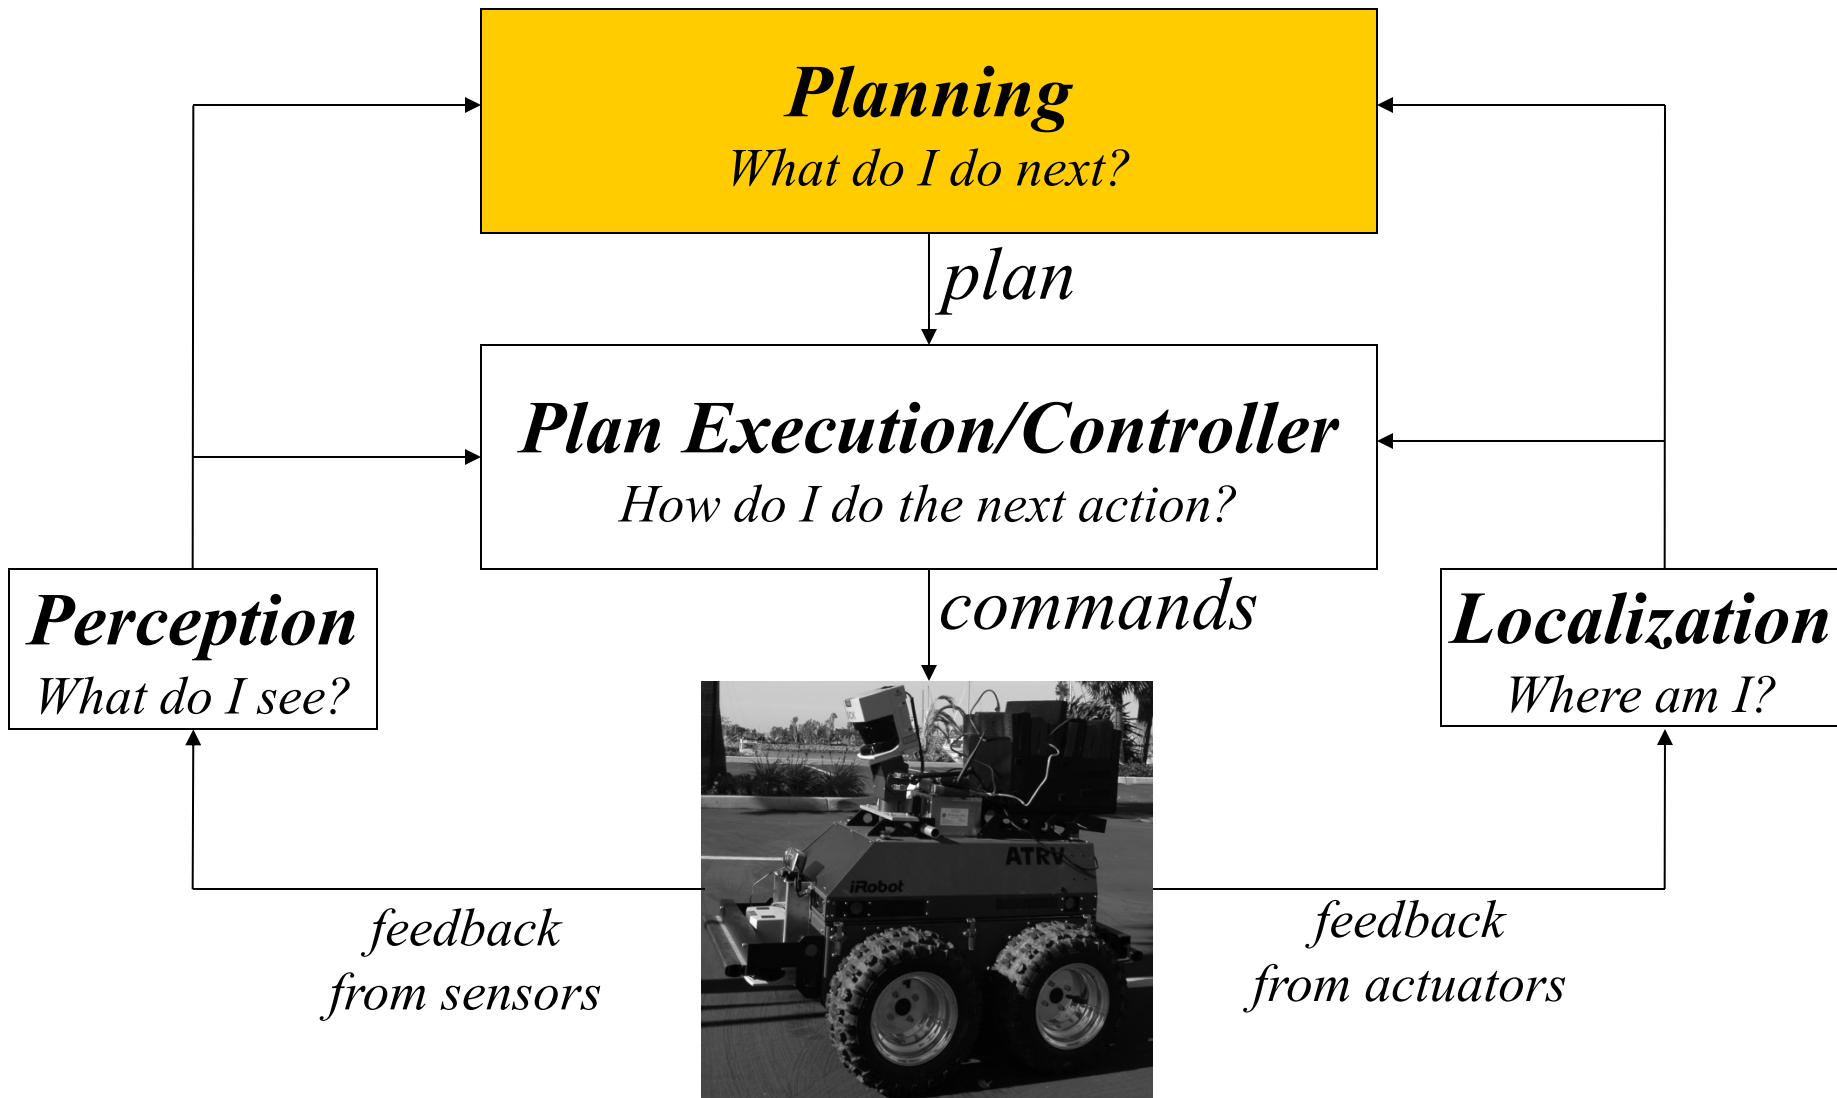 Planning
What do I do next?
plan
Plan Execution/Controller
How do I do the next action?
commands
Perception
What do I see?
Localization
Where am I?
ATRV
iRobot
feedback
from sensors
feedback
from actuators